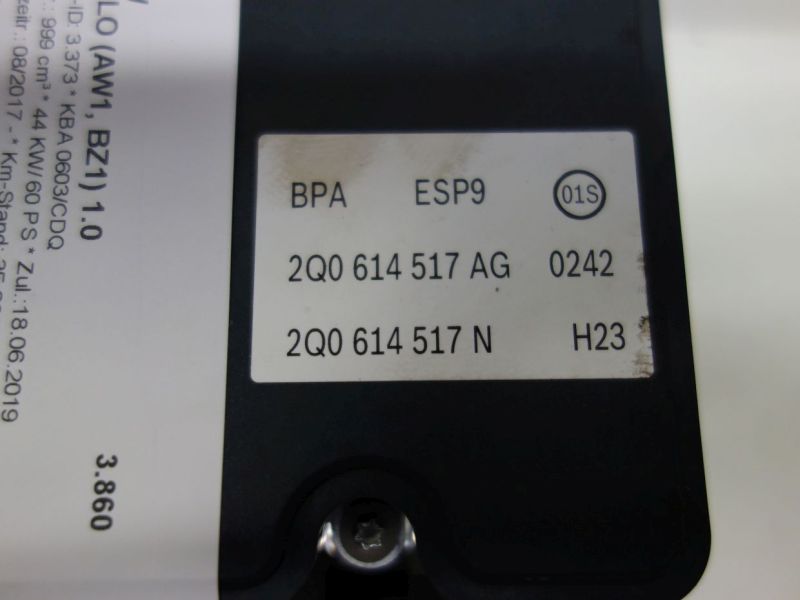 BPA ESP9 01S
2Q0 614 517 AG 0242
2Q0 614 517 N H23
LO (AW1, BZ1) 1.0
-ID: 3.373 * KBA 0603/CDQ
.: 999 cm³ * 44 KW/ 60 PS * Zul.:18.06.2019
zeitr.: 08/2017 - * Km-Stand:
3.860